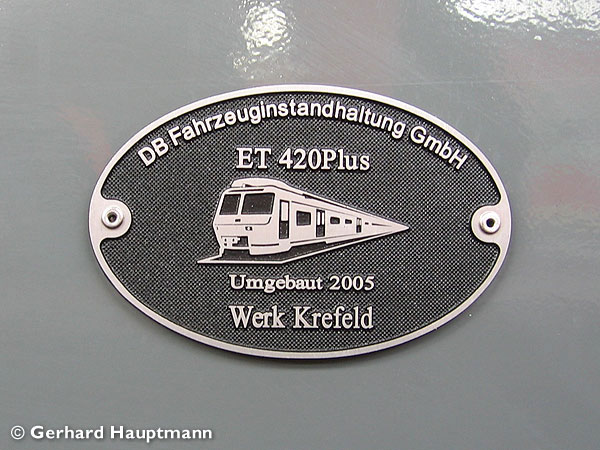 DB Fahrzeuginstandhaltung GmbH
ET 420Plus
Umgebaut 2005
Werk Krefeld
© Gerhard Hauptmann